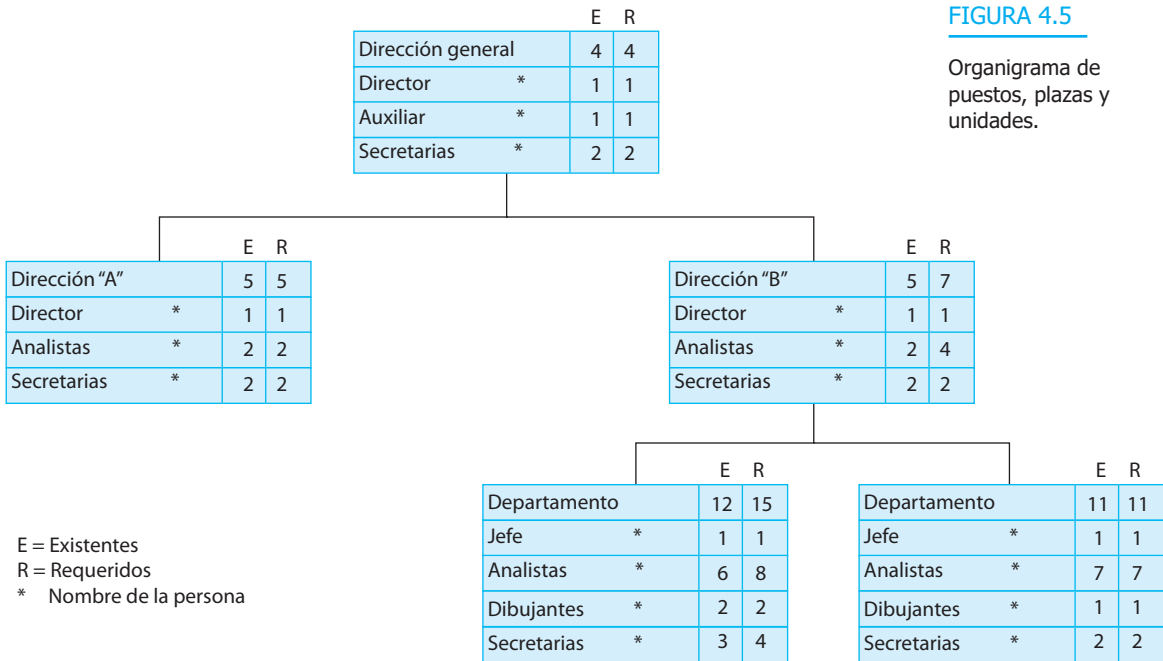 FIGURA 4.5
Organigrama de
puestos, plazas y
unidades.
E R
Dirección general 4 4
Director * 1 1
Auxiliar * 1 1
Secretarias * 2 2
E R
Dirección “A” 5 5
Director * 1 1
Analistas * 2 2
Secretarias * 2 2
E R
Dirección “B” 5 7
Director * 1 1
Analistas * 2 4
Secretarias * 2 2
E R
Departamento 12 15
Jefe * 1 1
Analistas * 6 8
Dibujantes * 2 2
Secretarias * 3 4
E R
Departamento 11 11
Jefe * 1 1
Analistas * 7 7
Dibujantes * 1 1
Secretarias * 2 2
E = Existentes
R = Requeridos
* Nombre de la persona